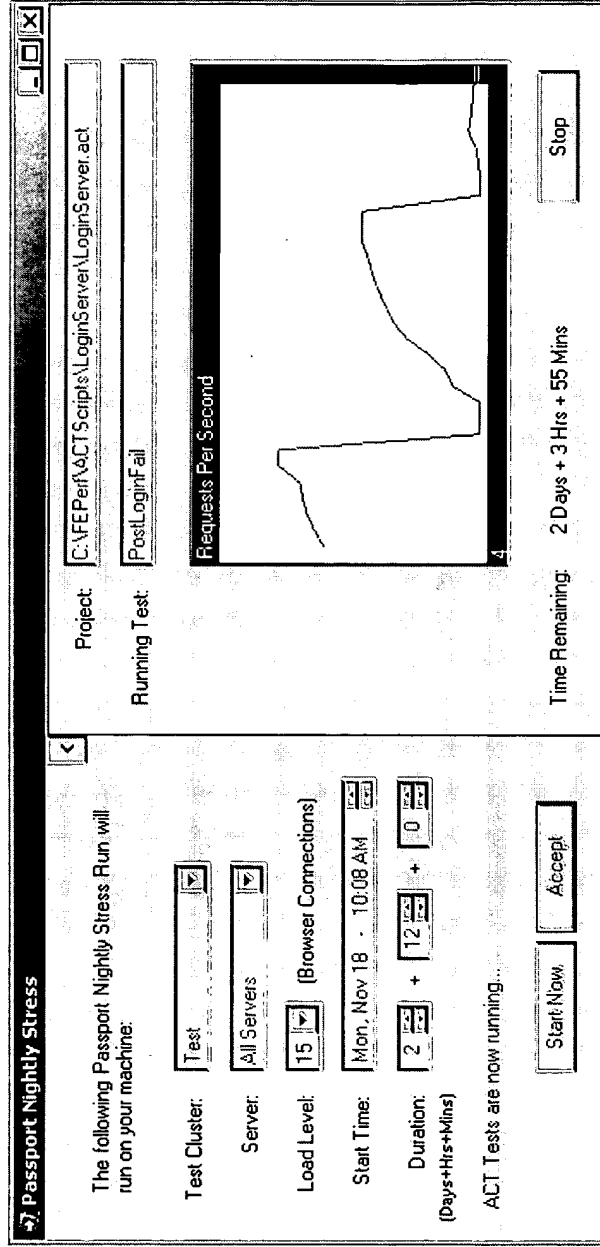 Passport Nightly Stress
The following Passport Nightly Stress Run will
run on your machine:
Test Cluster: Test
Server: All Servers
Load Level: 15 (Browser Connections)
Start Time: Mon, Nov 18 - 10:08 AM
Duration: 2 + 12 + 0
(Days+Hrs+Mins)
ACT Tests are now running...
Start Now
Accept
<
Project: C:\FEPerf\ACTScripts\LoginServer\LoginServer.act
Running Test: PostLoginFail
Requests Per Second
4
Time Remaining: 2 Days + 3 Hrs + 55 Mins
Stop